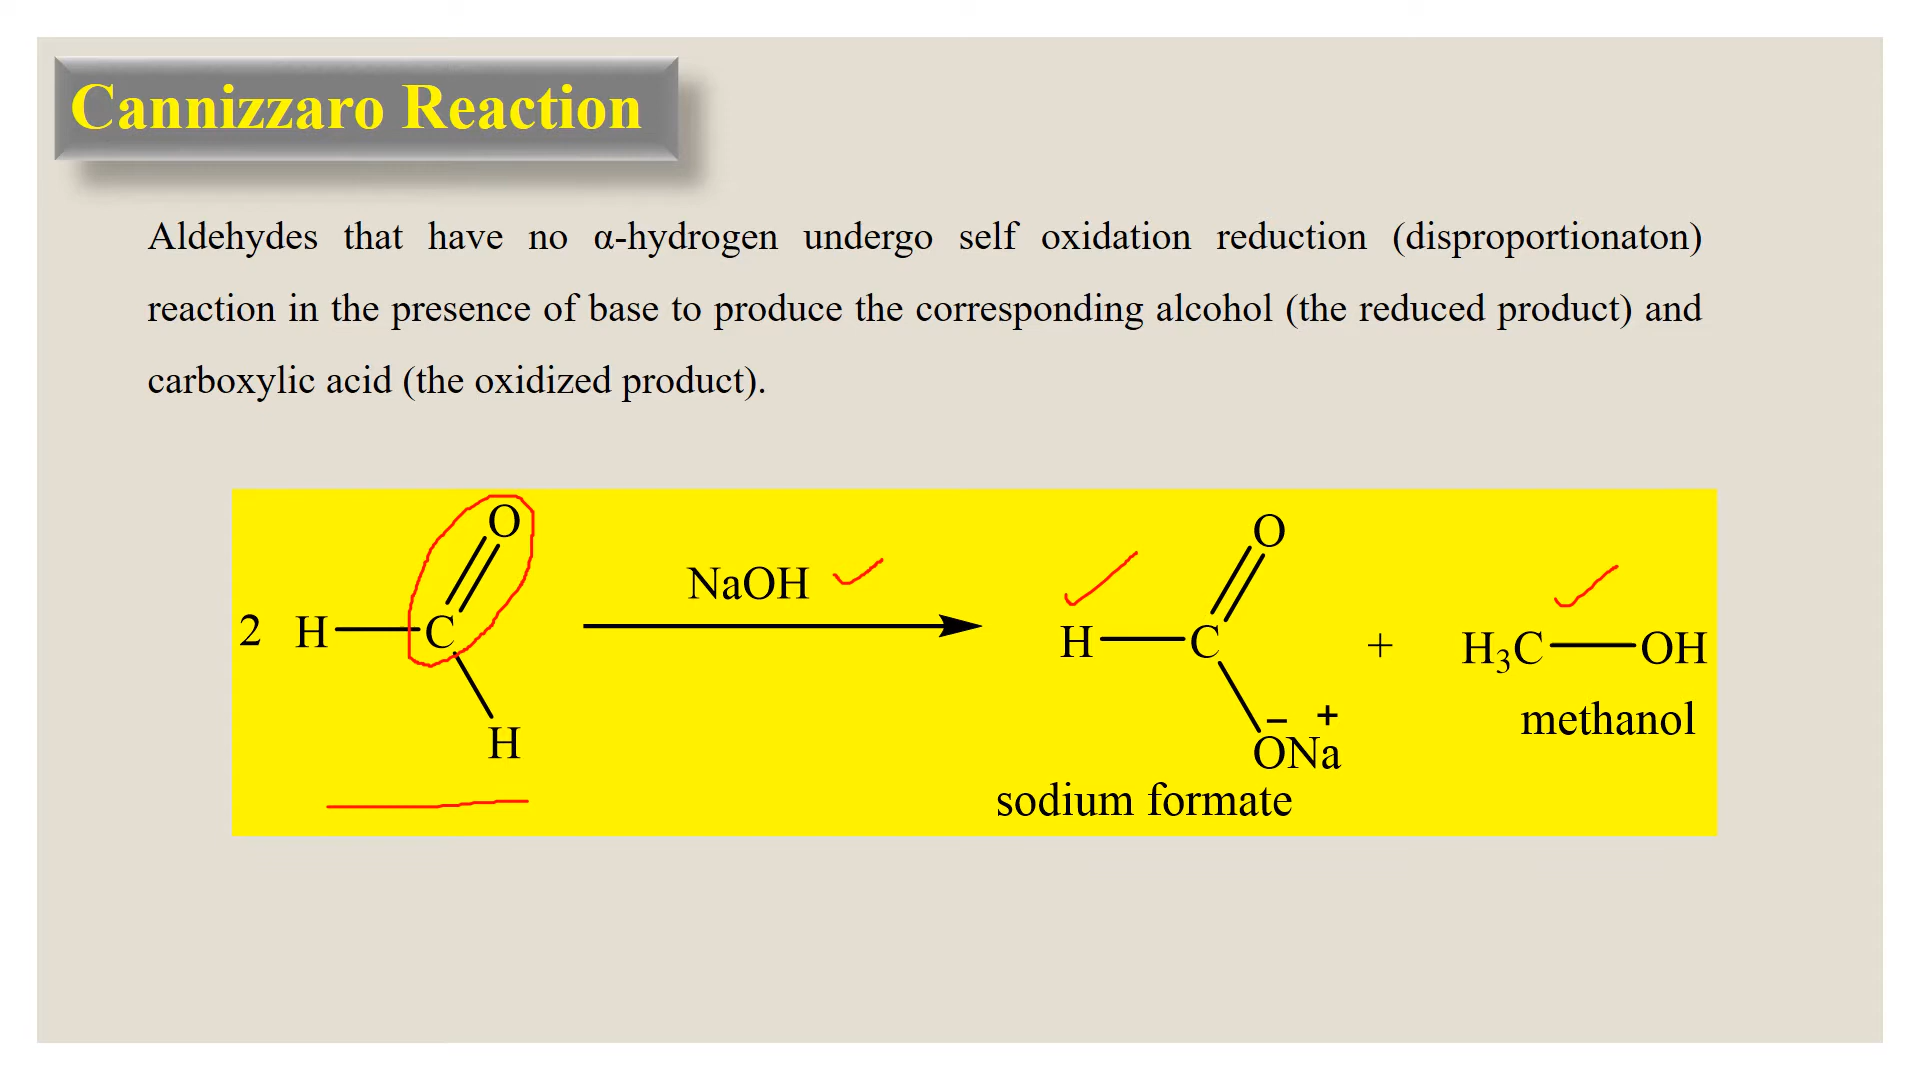 Cannizzaro Reaction
Aldehydes that have no α-hydrogen undergo self oxidation reduction (disproportionaton)
reaction in the presence of base to produce the corresponding alcohol (the reduced product) and
carboxylic acid (the oxidized product).
O
2 H C
H
NaOH
O
H C
ONa
− +
sodium formate
+
H₃C OH
methanol